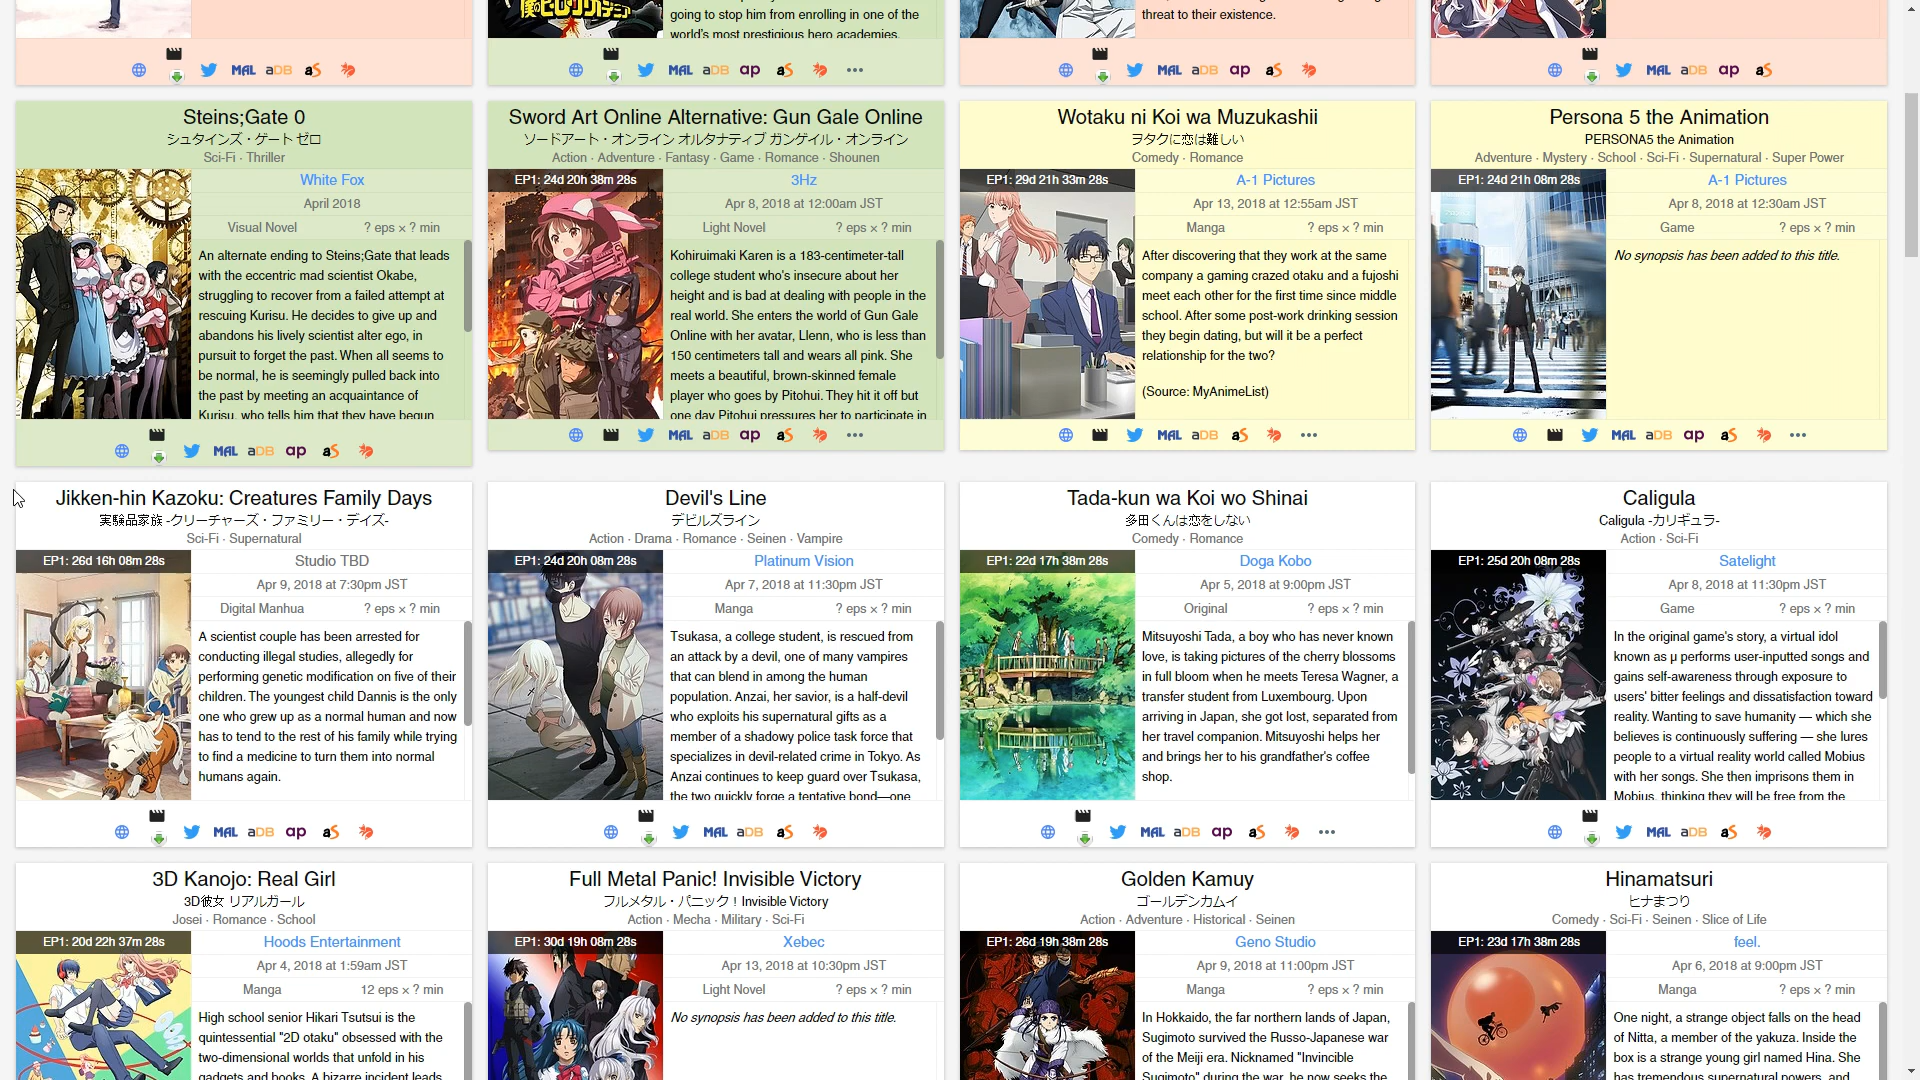 going to stop him from enrolling in one of the
world's most prestigious hero academies.
threat to their existence.
MAL aDB aS
MAL aDB ap aS •••
MAL aDB ap aS
MAL aDB ap aS
Steins;Gate 0
シュタインズ・ゲート ゼロ
Sci-Fi · Thriller
White Fox
April 2018
Visual Novel ? eps × ? min
An alternate ending to Steins;Gate that leads
with the eccentric mad scientist Okabe,
struggling to recover from a failed attempt at
rescuing Kurisu. He decides to give up and
abandons his lively scientist alter ego, in
pursuit to forget the past. When all seems to
be normal, he is seemingly pulled back into
the past by meeting an acquaintance of
Kurisu, who tells him that they have begun
MAL aDB ap aS
Sword Art Online Alternative: Gun Gale Online
ソードアート・オンライン オルタナティブ ガンゲイル・オンライン
Action · Adventure · Fantasy · Game · Romance · Shounen
EP1: 24d 20h 38m 28s
3Hz
Apr 8, 2018 at 12:00am JST
Light Novel ? eps × ? min
Kohiruimaki Karen is a 183-centimeter-tall
college student who's insecure about her
height and is bad at dealing with people in the
real world. She enters the world of Gun Gale
Online with her avatar, Llenn, who is less than
150 centimeters tall and wears all pink. She
meets a beautiful, brown-skinned female
player who goes by Pitohui. They hit it off but
one day Pitohui pressures her to participate in
MAL aDB ap aS •••
Wotaku ni Koi wa Muzukashii
ヲタクに恋は難しい
Comedy · Romance
EP1: 29d 21h 33m 28s
A-1 Pictures
Apr 13, 2018 at 12:55am JST
Manga ? eps × ? min
After discovering that they work at the same
company a gaming crazed otaku and a fujoshi
meet each other for the first time since middle
school. After some post-work drinking session
they begin dating, but will it be a perfect
relationship for the two?
(Source: MyAnimeList)
MAL aDB aS •••
Persona 5 the Animation
PERSONA5 the Animation
Adventure · Mystery · School · Sci-Fi · Supernatural · Super Power
EP1: 24d 21h 08m 28s
A-1 Pictures
Apr 8, 2018 at 12:30am JST
Game ? eps × ? min
No synopsis has been added to this title.
MAL aDB ap aS •••
Jikken-hin Kazoku: Creatures Family Days
実験品家族 -クリーチャーズ・ファミリー・デイズ-
Sci-Fi · Supernatural
EP1: 26d 16h 08m 28s
Studio TBD
Apr 9, 2018 at 7:30pm JST
Digital Manhua ? eps × ? min
A scientist couple has been arrested for
conducting illegal studies, allegedly for
performing genetic modification on five of their
children. The youngest child Dannis is the only
one who grew up as a normal human and now
has to tend to the rest of his family while trying
to find a medicine to turn them into normal
humans again.
MAL aDB ap aS
Devil's Line
デビルズライン
Action · Drama · Romance · Seinen · Vampire
EP1: 24d 20h 08m 28s
Platinum Vision
Apr 7, 2018 at 11:30pm JST
Manga ? eps × ? min
Tsukasa, a college student, is rescued from
an attack by a devil, one of many vampires
that can blend in among the human
population. Anzai, her savior, is a half-devil
who exploits his supernatural gifts as a
member of a shadowy police task force that
specializes in devil-related crime in Tokyo. As
Anzai continues to keep guard over Tsukasa,
the two quickly forge a tentative bond—one
MAL aDB aS
Tada-kun wa Koi wo Shinai
多田くんは恋をしない
Comedy · Romance
EP1: 22d 17h 38m 28s
Doga Kobo
Apr 5, 2018 at 9:00pm JST
Original ? eps × ? min
Mitsuyoshi Tada, a boy who has never known
love, is taking pictures of the cherry blossoms
in full bloom when he meets Teresa Wagner, a
transfer student from Luxembourg. Upon
arriving in Japan, she got lost, separated from
her travel companion. Mitsuyoshi helps her
and brings her to his grandfather's coffee
shop.
MAL aDB ap aS •••
Caligula
Caligula -カリギュラ-
Action · Sci-Fi
EP1: 25d 20h 08m 28s
Satelight
Apr 8, 2018 at 11:30pm JST
Game ? eps × ? min
In the original game's story, a virtual idol
known as μ performs user-inputted songs and
gains self-awareness through exposure to
users' bitter feelings and dissatisfaction toward
reality. Wanting to save humanity — which she
believes is continuously suffering — she lures
people to a virtual reality world called Mobius
with her songs. She then imprisons them in
Mobius, thinking they will be free from the
MAL aDB aS
3D Kanojo: Real Girl
3D彼女 リアルガール
Josei · Romance · School
EP1: 20d 22h 37m 28s
Hoods Entertainment
Apr 4, 2018 at 1:59am JST
Manga 12 eps × ? min
High school senior Hikari Tsutsui is the
quintessential "2D otaku" obsessed with the
two-dimensional worlds that unfold in his
gadgets and books. A bizarre incident leads
Full Metal Panic! Invisible Victory
フルメタル・パニック！Invisible Victory
Action · Mecha · Military · Sci-Fi
EP1: 30d 19h 08m 28s
Xebec
Apr 13, 2018 at 10:30pm JST
Light Novel ? eps × ? min
No synopsis has been added to this title.
Golden Kamuy
ゴールデンカムイ
Action · Adventure · Historical · Seinen
EP1: 26d 19h 38m 28s
Geno Studio
Apr 9, 2018 at 11:00pm JST
Manga ? eps × ? min
In Hokkaido, the far northern lands of Japan,
Sugimoto survived the Russo-Japanese war
of the Meiji era. Nicknamed "Invincible
Sugimoto" during the war, he now seeks the
Hinamatsuri
ヒナまつり
Comedy · Sci-Fi · Seinen · Slice of Life
EP1: 23d 17h 38m 28s
feel.
Apr 6, 2018 at 9:00pm JST
Manga ? eps × ? min
One night, a strange object falls on the head
of Nitta, a member of the yakuza. Inside the
box is a strange young girl named Hina. She
has tremendous supernatural powers, and